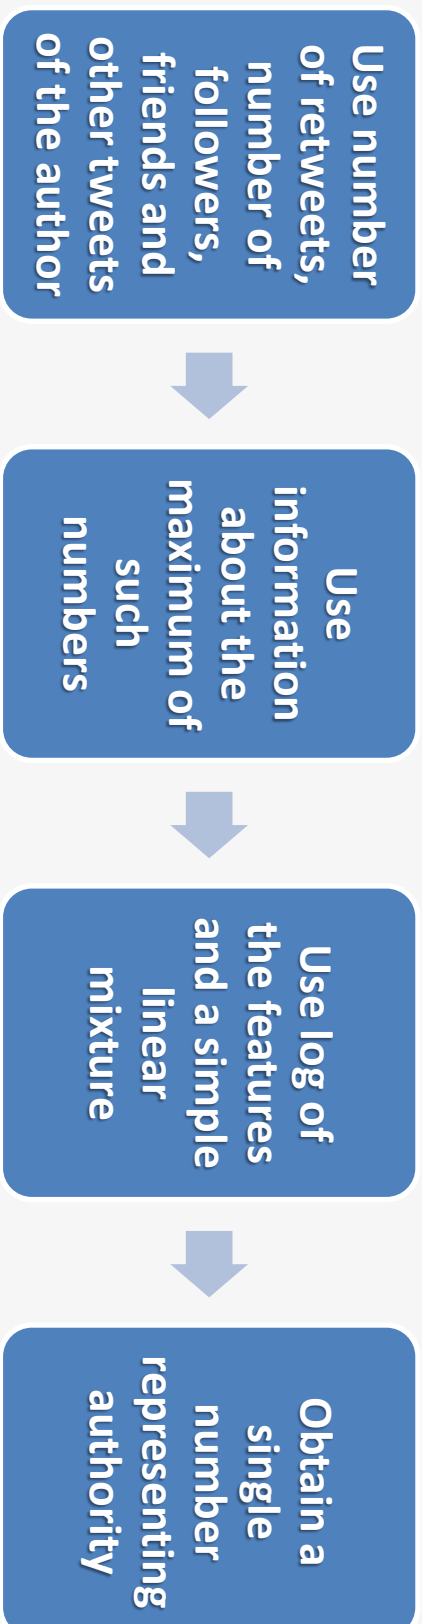 Use number
of retweets,
number of
followers,
friends and
other tweets
of the author
Use
information
about the
maximum of
such
numbers
Use log of
the features
and a simple
linear
mixture
Obtain a
single
number
representing
authority